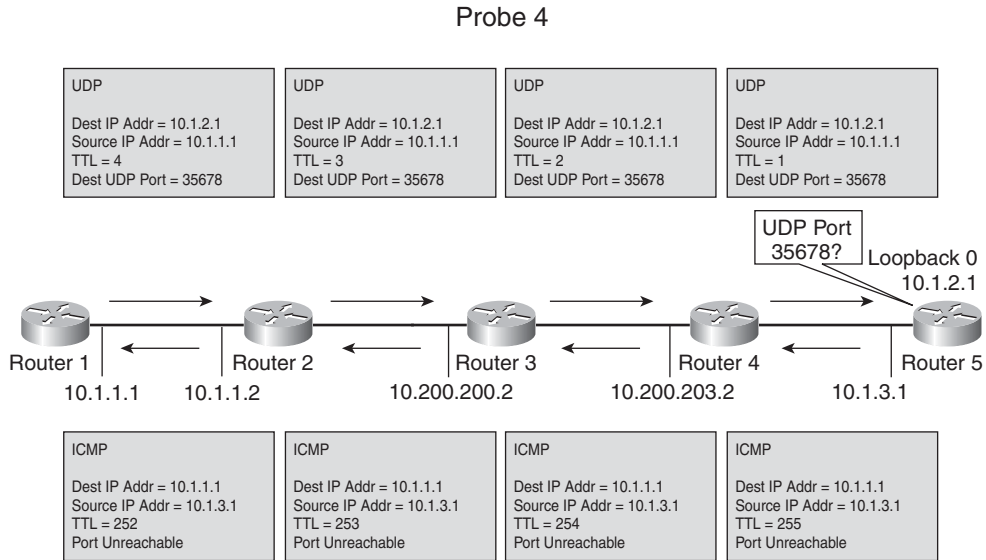 Probe 4
UDP
Dest IP Addr = 10.1.2.1
Source IP Addr = 10.1.1.1
TTL = 4
Dest UDP Port = 35678
UDP
Dest IP Addr = 10.1.2.1
Source IP Addr = 10.1.1.1
TTL = 3
Dest UDP Port = 35678
UDP
Dest IP Addr = 10.1.2.1
Source IP Addr = 10.1.1.1
TTL = 2
Dest UDP Port = 35678
UDP
Dest IP Addr = 10.1.2.1
Source IP Addr = 10.1.1.1
TTL = 1
Dest UDP Port = 35678
UDP Port
35678?
Loopback 0
10.1.2.1
Router 1
Router 2
Router 3
Router 4
Router 5
10.1.1.1
10.1.1.2
10.200.200.2
10.200.203.2
10.1.3.1
ICMP
Dest IP Addr = 10.1.1.1
Source IP Addr = 10.1.3.1
TTL = 252
Port Unreachable
ICMP
Dest IP Addr = 10.1.1.1
Source IP Addr = 10.1.3.1
TTL = 253
Port Unreachable
ICMP
Dest IP Addr = 10.1.1.1
Source IP Addr = 10.1.3.1
TTL = 254
Port Unreachable
ICMP
Dest IP Addr = 10.1.1.1
Source IP Addr = 10.1.3.1
TTL = 255
Port Unreachable